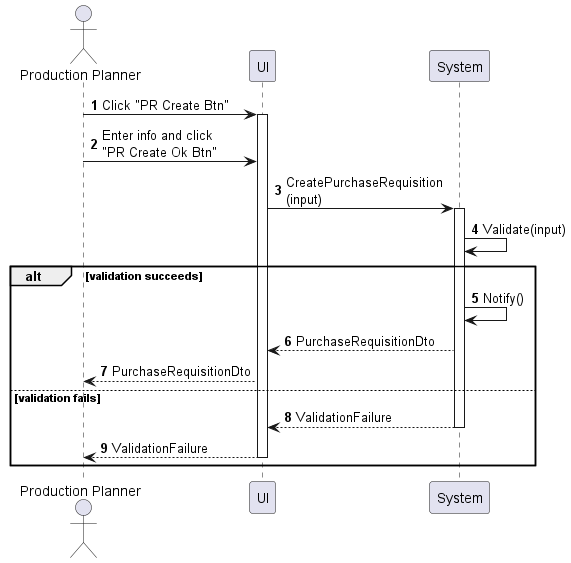 Production Planner
UI
System
1 Click "PR Create Btn"
2 Enter info and click
"PR Create Ok Btn"
3 CreatePurchaseRequisition
(input)
4 Validate(input)
alt [validation succeeds]
5 Notify()
6 PurchaseRequisitionDto
7 PurchaseRequisitionDto
[validation fails]
8 ValidationFailure
9 ValidationFailure
Production Planner
UI
System